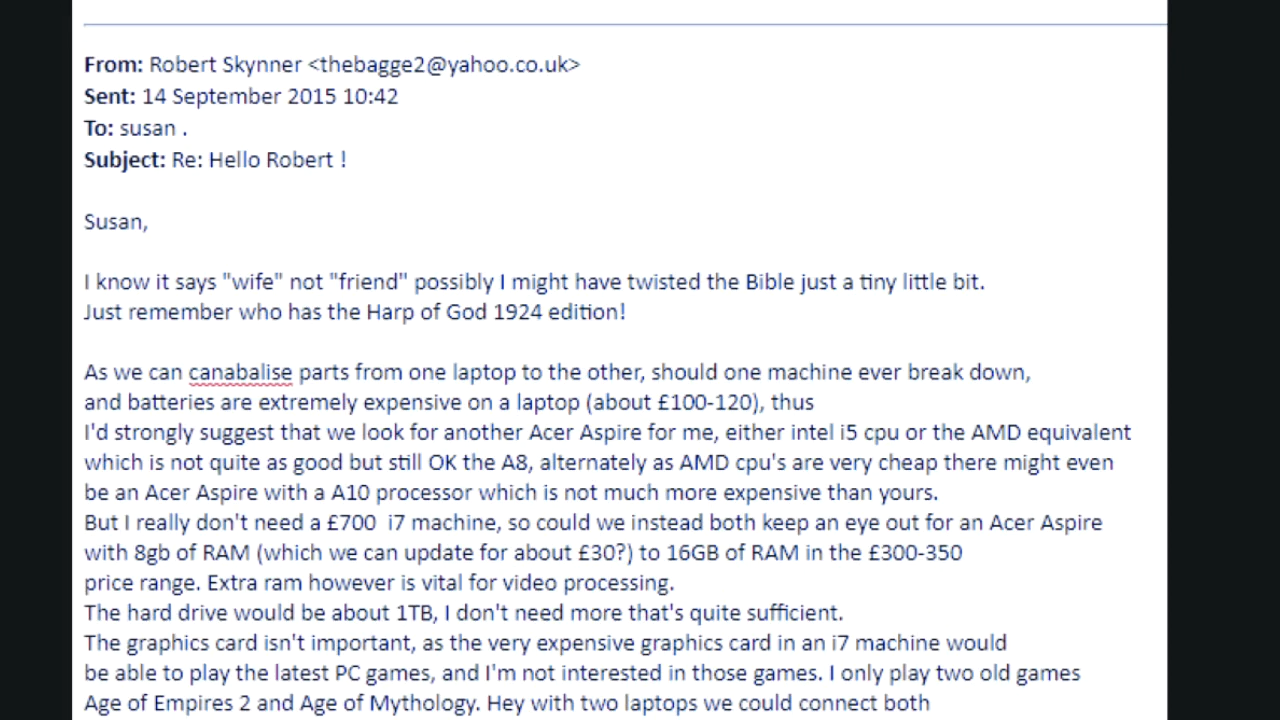 From: Robert Skynner <thebagge2@yahoo.co.uk>
Sent: 14 September 2015 10:42
To: susan .
Subject: Re: Hello Robert !
Susan,
I know it says "wife" not "friend" possibly I might have twisted the Bible just a tiny little bit.
Just remember who has the Harp of God 1924 edition!
As we can canabalise parts from one laptop to the other, should one machine ever break down,
and batteries are extremely expensive on a laptop (about £100-120), thus
I'd strongly suggest that we look for another Acer Aspire for me, either intel i5 cpu or the AMD equivalent
which is not quite as good but still OK the A8, alternately as AMD cpu's are very cheap there might even
be an Acer Aspire with a A10 processor which is not much more expensive than yours.
But I really don't need a £700  i7 machine, so could we instead both keep an eye out for an Acer Aspire
with 8gb of RAM (which we can update for about £30?) to 16GB of RAM in the £300-350
price range. Extra ram however is vital for video processing.
The hard drive would be about 1TB, I don't need more that's quite sufficient.
The graphics card isn't important, as the very expensive graphics card in an i7 machine would
be able to play the latest PC games, and I'm not interested in those games. I only play two old games
Age of Empires 2 and Age of Mythology. Hey with two laptops we could connect both